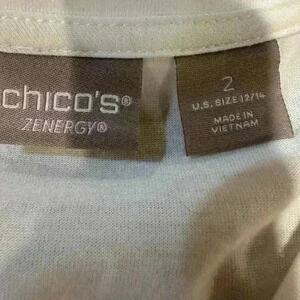 chico's®
ZENERGY®
2
U.S. SIZE 12/14
MADE IN
VIETNAM